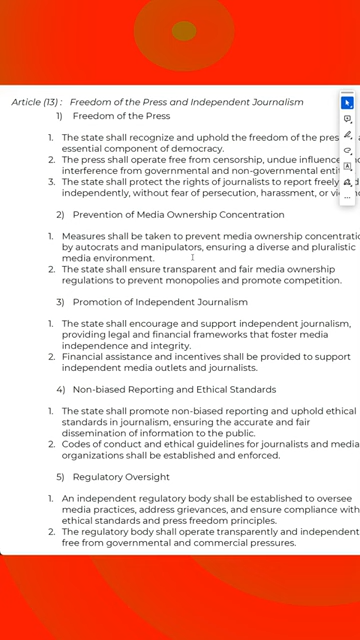 Article (13) : Freedom of the Press and Independent Journalism
1) Freedom of the Press
1. The state shall recognize and uphold the freedom of the pres
essential component of democracy.
2. The press shall operate free from censorship, undue influence
interference from governmental and non-governmental enti
3. The state shall protect the rights of journalists to report freely
independently, without fear of persecution, harassment, or
2) Prevention of Media Ownership Concentration
1. Measures shall be taken to prevent media ownership concentratio
by autocrats and manipulators, ensuring a diverse and pluralistic
media environment.
2. The state shall ensure transparent and fair media ownership
regulations to prevent monopolies and promote competition.
3) Promotion of Independent Journalism
1. The state shall encourage and support independent journalism,
providing legal and financial frameworks that foster media
independence and integrity.
2. Financial assistance and incentives shall be provided to support
independent media outlets and journalists.
4) Non-biased Reporting and Ethical Standards
1. The state shall promote non-biased reporting and uphold ethical
standards in journalism, ensuring the accurate and fair
dissemination of information to the public.
2. Codes of conduct and ethical guidelines for journalists and media
organizations shall be established and enforced.
5) Regulatory Oversight
1. An independent regulatory body shall be established to oversee
media practices, address grievances, and ensure compliance with
ethical standards and press freedom principles.
2. The regulatory body shall operate transparently and independent
free from governmental and commercial pressures.